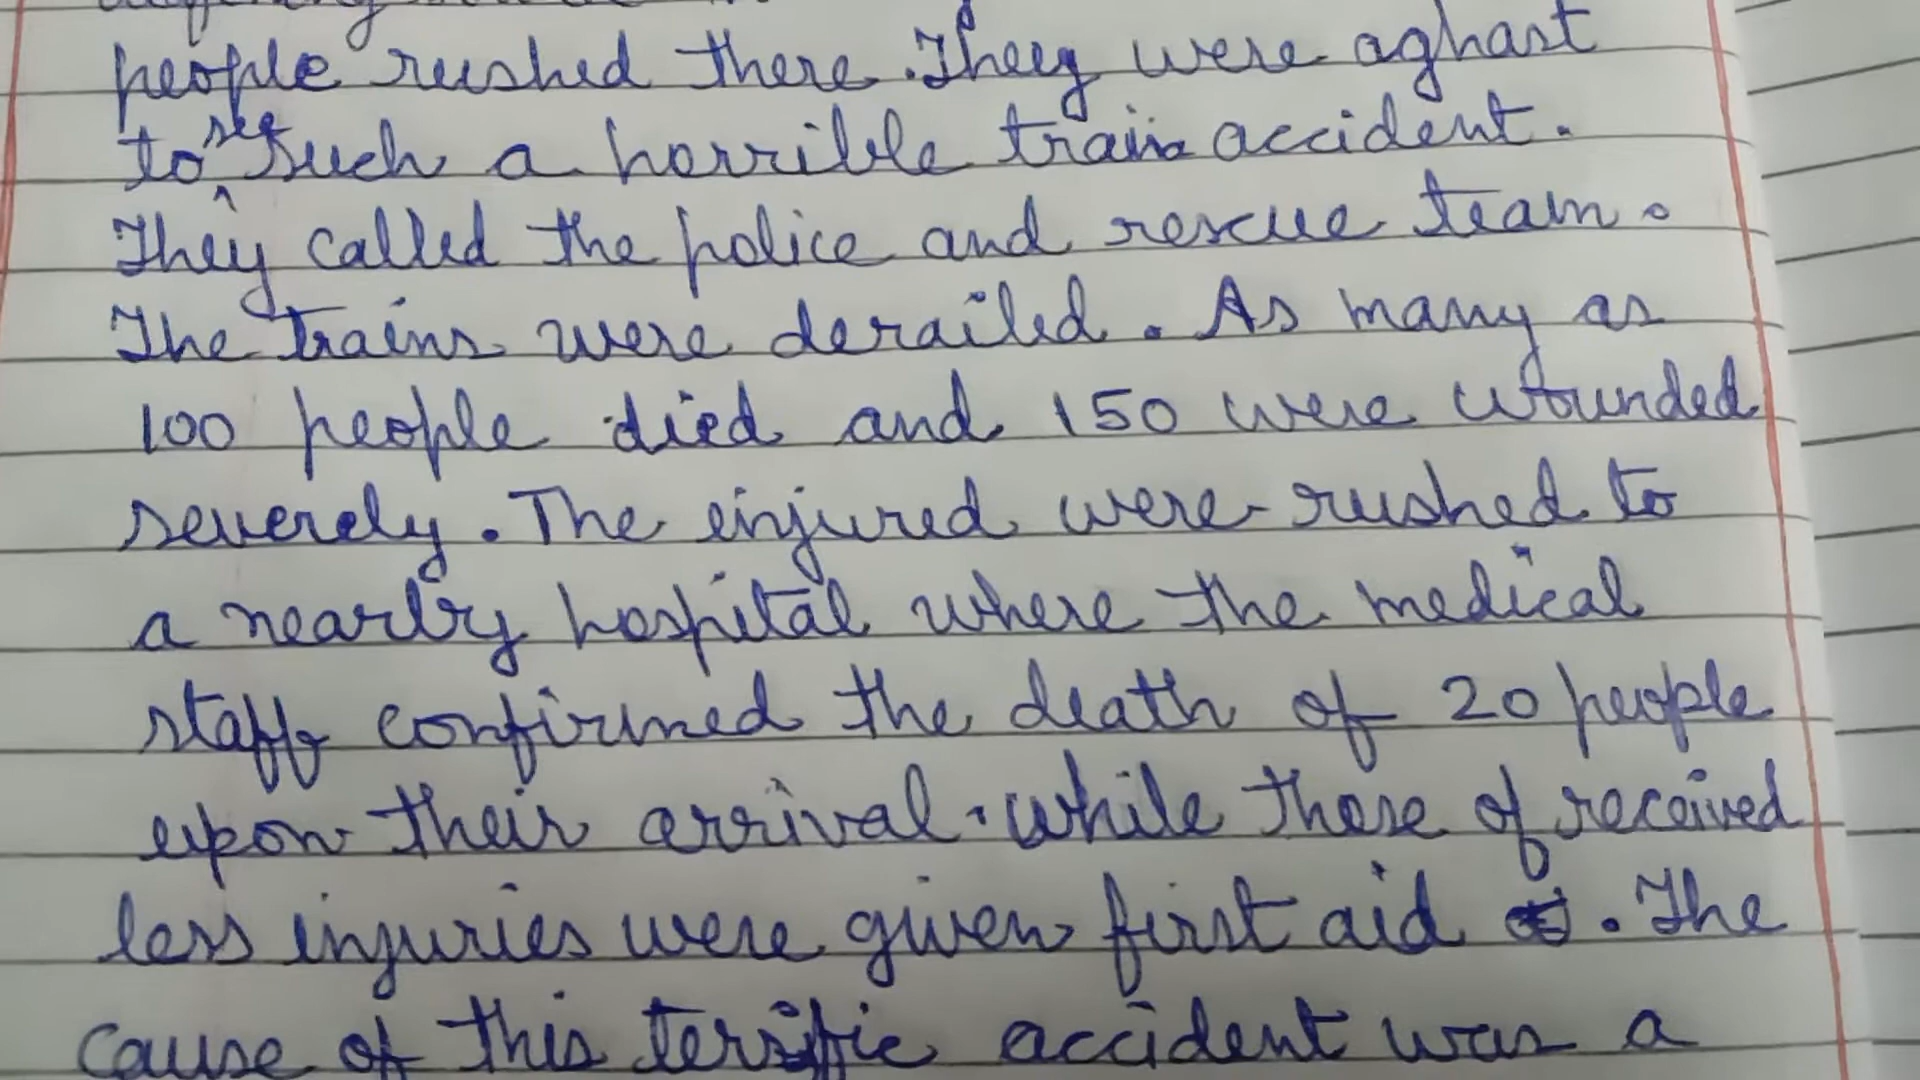 people rushed there. They were aghast
to see such a horrible train accident.
They called the police and rescue team.
The trains were derailed. As many as
100 people died and 150 were wounded
severely. The injured were rushed to
a nearby hospital where the medical
staff confirmed the death of 20 people
upon their arrival. while those of received
less injuries were given first aid . The
cause of this terrific accident was a